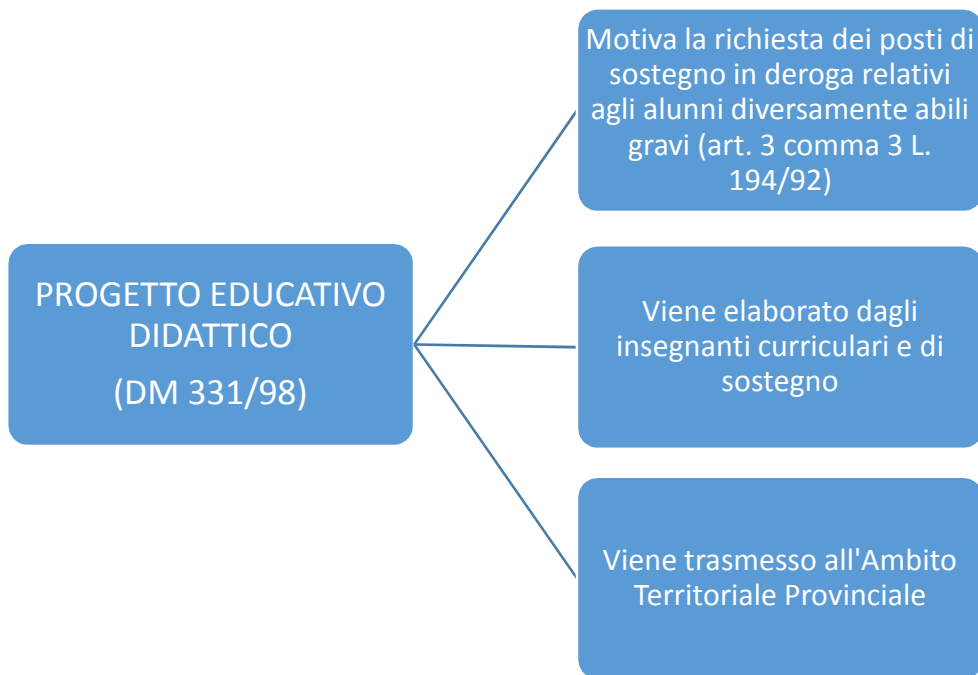 PROGETTO EDUCATIVO
DIDATTICO
(DM 331/98)
Motiva la richiesta dei posti di
sostegno in deroga relativi
agli alunni diversamente abili
gravi (art. 3 comma 3 L.
194/92)
Viene elaborato dagli
insegnanti curriculari e di
sostegno
Viene trasmesso all'Ambito
Territoriale Provinciale